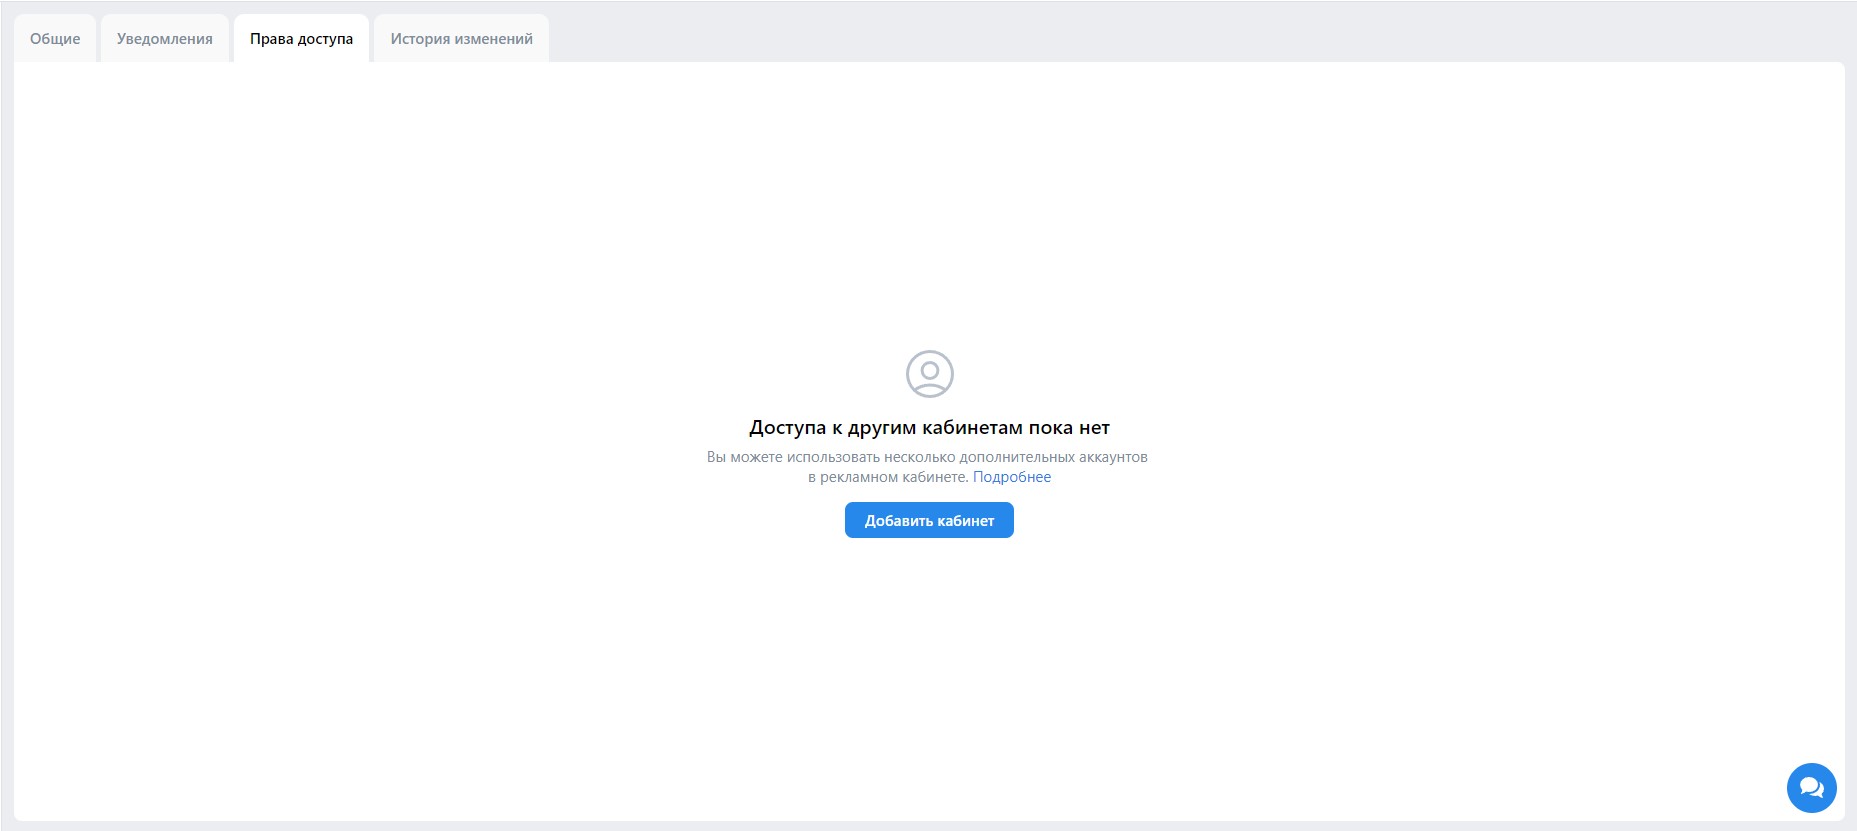 Общие
Уведомления
Права доступа
История изменений
Доступа к другим кабинетам пока нет
Вы можете использовать несколько дополнительных аккаунтов
в рекламном кабинете. Подробнее
Добавить кабинет